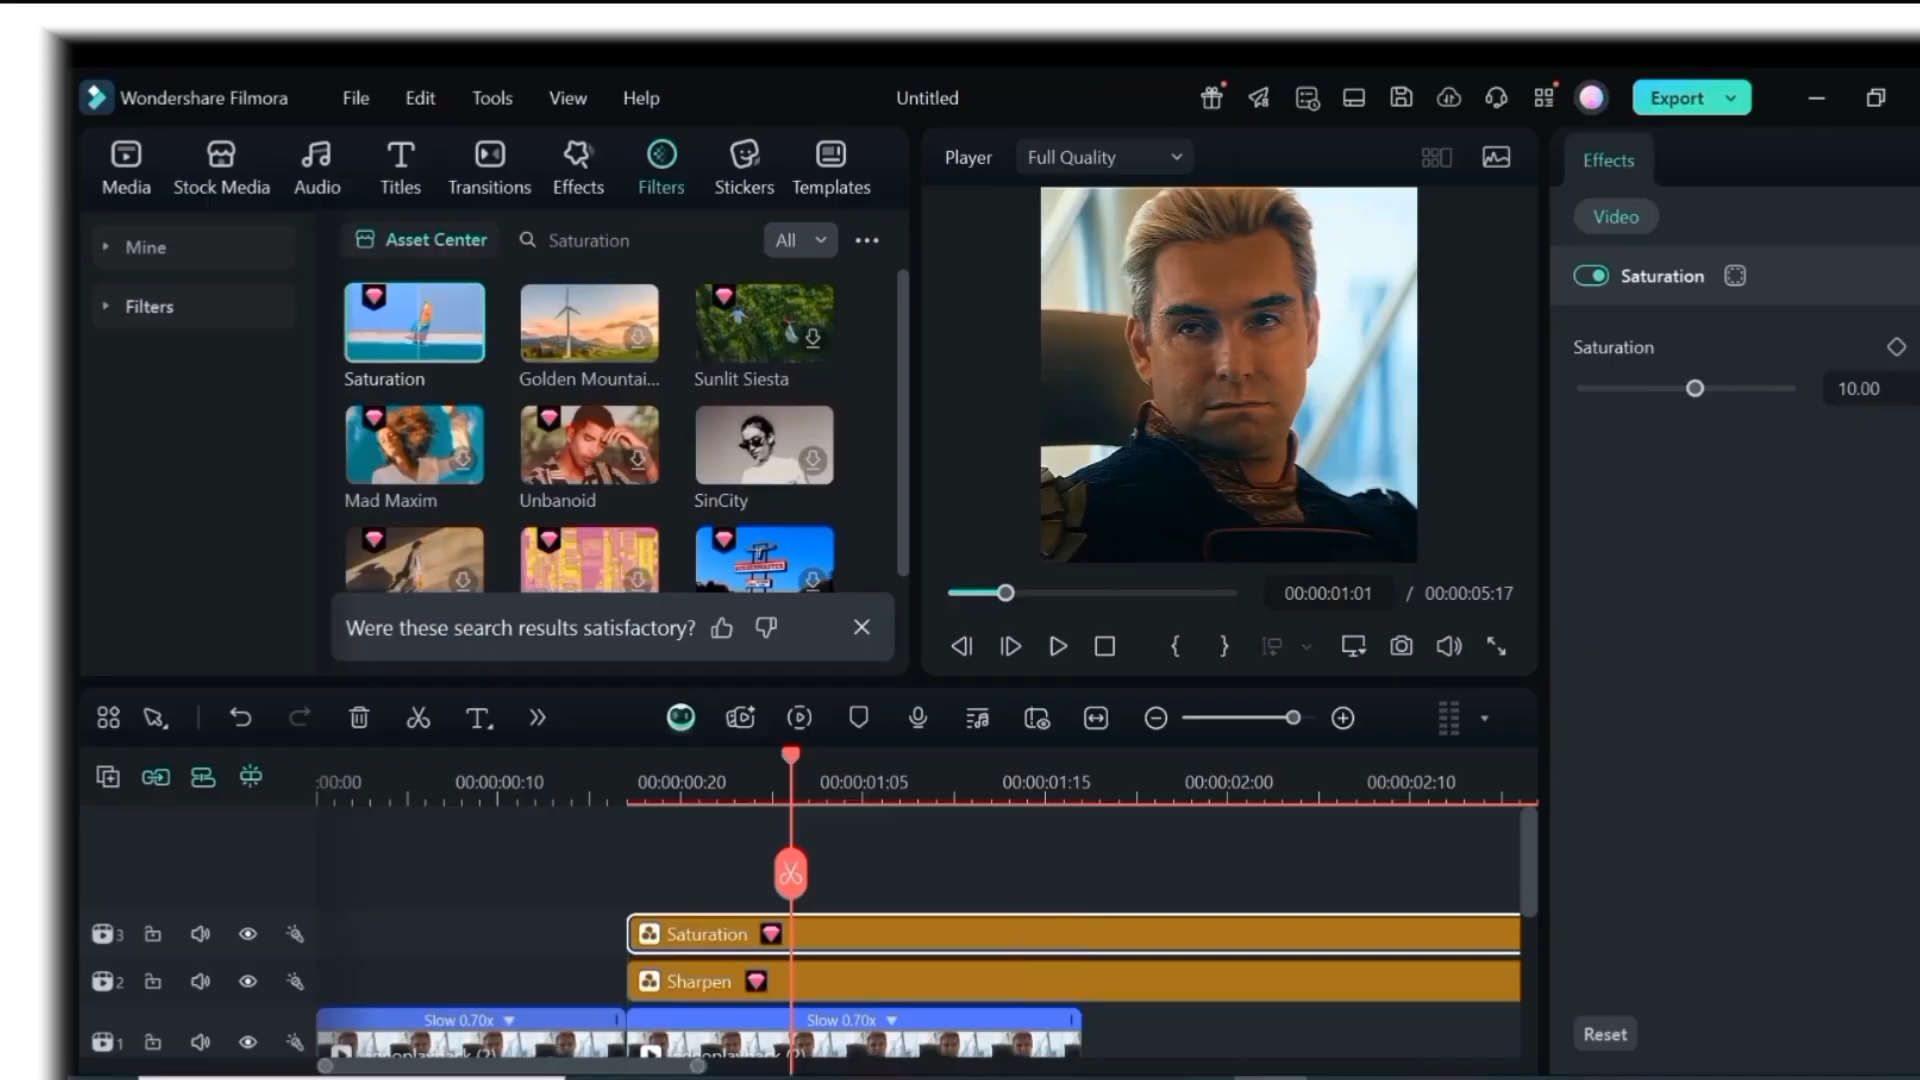 Wondershare Filmora File Edit Tools View Help Untitled Export
Media Stock Media Audio Titles Transitions Effects Filters Stickers Templates
Player Full Quality
Effects
Video
Mine
Filters
Asset Center Saturation All
Saturation Golden Mountai... Sunlit Siesta
Mad Maxim Unbanoid SinCity
Were these search results satisfactory?
00:00:01:01 / 00:00:05:17
Saturation
Saturation
10.00
Reset
:00:00 00:00:00:10 00:00:00:20 00:00:01:05 00:00:01:15 00:00:02:00 00:00:02:10
3 Saturation
2 Sharpen
Slow 0.70x Slow 0.70x
1